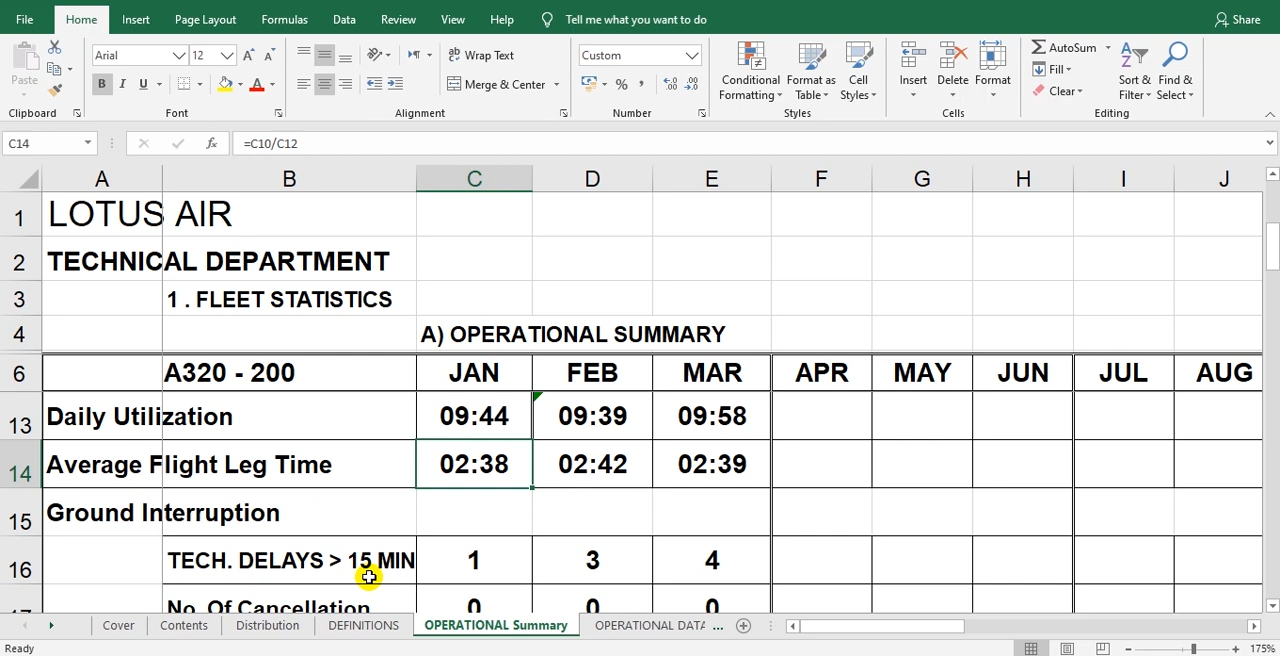 File Home Insert Page Layout Formulas Data Review View Help Tell me what you want to do Share
Paste Arial 12 Wrap Text Custom Conditional Formatting Format as Table Cell Styles Insert Delete Format AutoSum Sort & Filter Find & Select
B I U Merge & Center % , Fill
Clear
Clipboard Font Alignment Number Styles Cells Editing
C14 fx =C10/C12
A B C D E F G H I J
1 LOTUS AIR
2 TECHNICAL DEPARTMENT
3 1 . FLEET STATISTICS
4 A) OPERATIONAL SUMMARY
6 A320 - 200 JAN FEB MAR APR MAY JUN JUL AUG
13 Daily Utilization 09:44 09:39 09:58
14 Average Flight Leg Time 02:38 02:42 02:39
15 Ground Interruption
16 TECH. DELAYS > 15 MIN 1 3 4
17 No. Of Cancellation 0 0 0
Cover Contents Distribution DEFINITIONS OPERATIONAL Summary OPERATIONAL DATA ...
Ready 175%